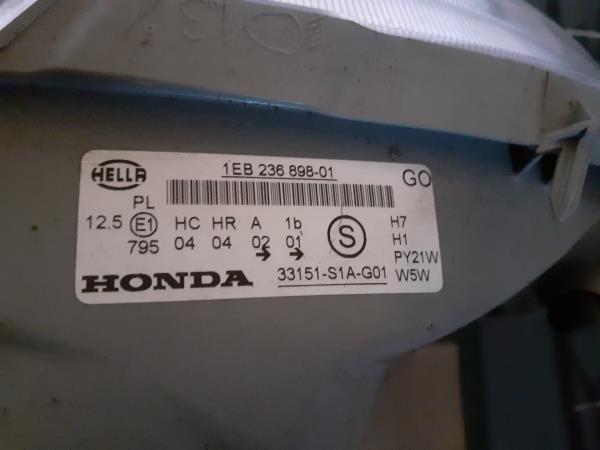 HELLA 1EB 236 898-01 GO
PL
12.5 E1 HC HR A 1b S H7
795 04 04 02 01 H1
→ → PY21W
HONDA 33151-S1A-G01 W5W